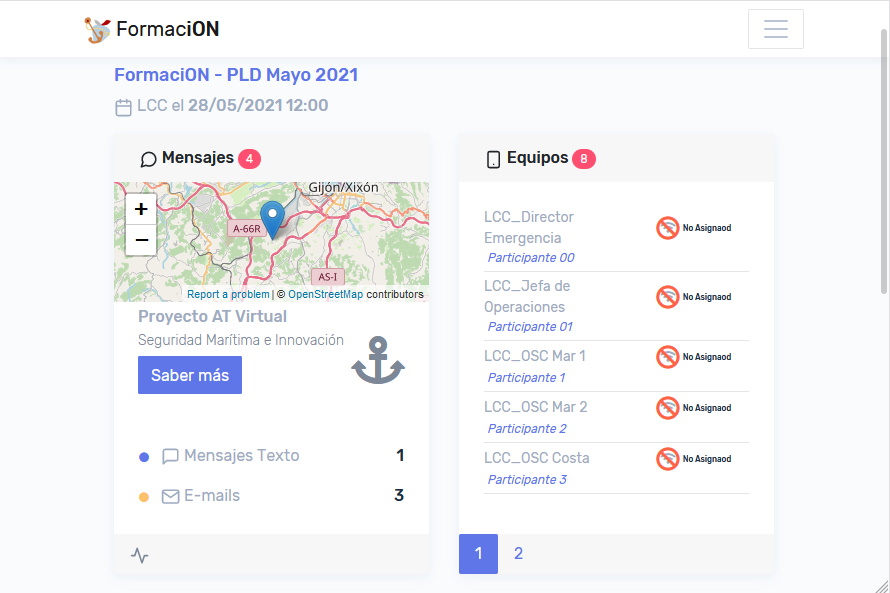 FormaciON
FormaciON - PLD Mayo 2021
LCC el 28/05/2021 12:00
Mensajes 4
+
−
Gijón/Xixón
A-66R
AS-I
Report a problem | © OpenStreetMap contributors
Proyecto AT Virtual
Seguridad Marítima e Innovación
Saber más
Mensajes Texto 1
E-mails 3
Equipos 8
LCC_Director
Emergencia
No Asignaod
Participante 00
LCC_Jefa de
Operaciones
No Asignaod
Participante 01
LCC_OSC Mar 1
No Asignaod
Participante 1
LCC_OSC Mar 2
No Asignaod
Participante 2
LCC_OSC Costa
No Asignaod
Participante 3
1 2